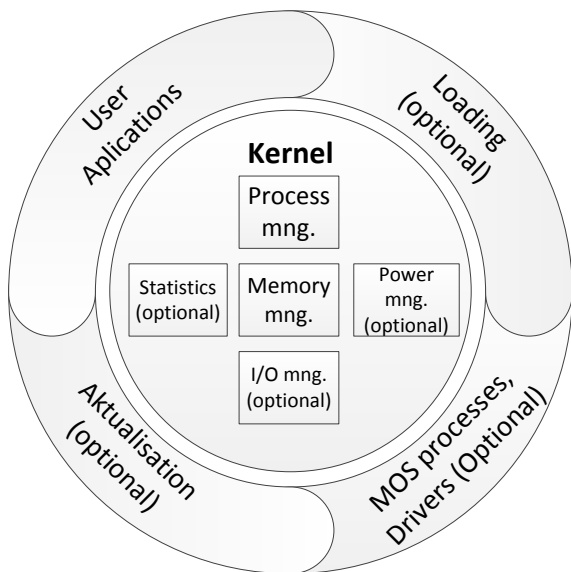 User
Aplications
Loading
(optional)
Kernel
Process
mng.
Statistics
(optional)
Memory
mng.
Power
mng.
(optional)
I/O mng.
(optional)
Aktualisation
(optional)
MOS processes,
Drivers (Optional)